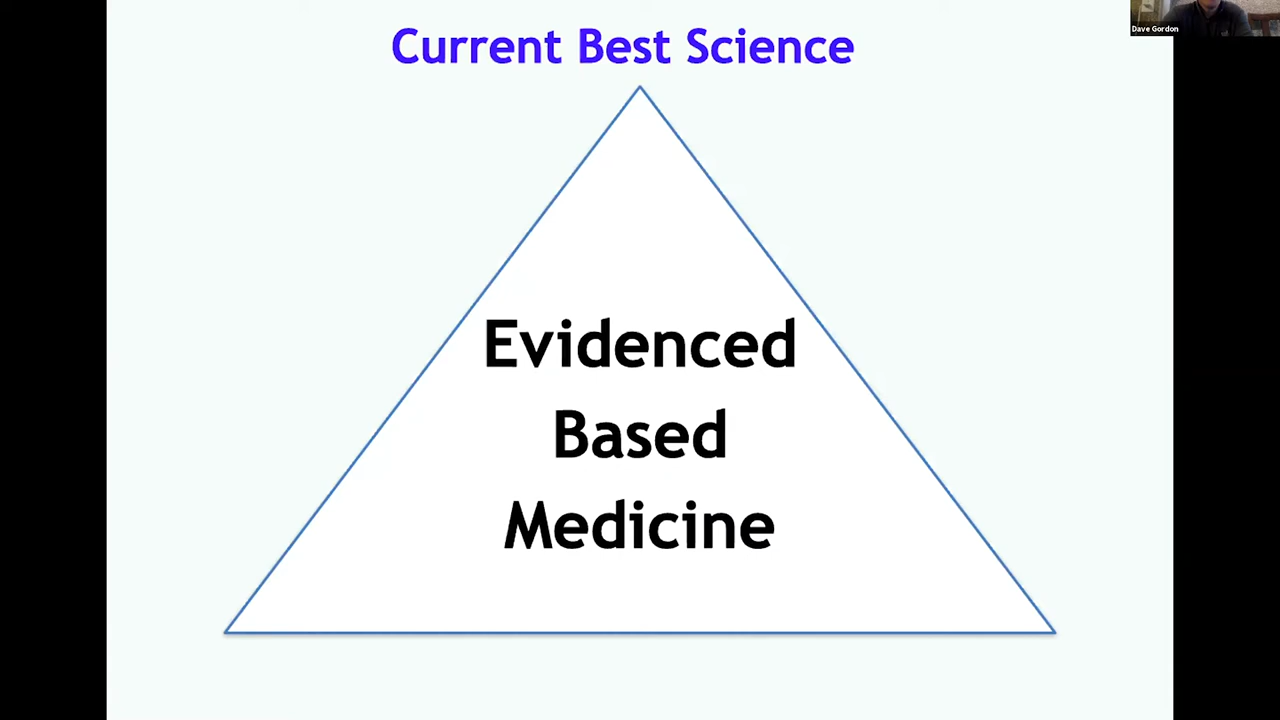 Current Best Science
Dave Gordon
Evidenced
Based
Medicine